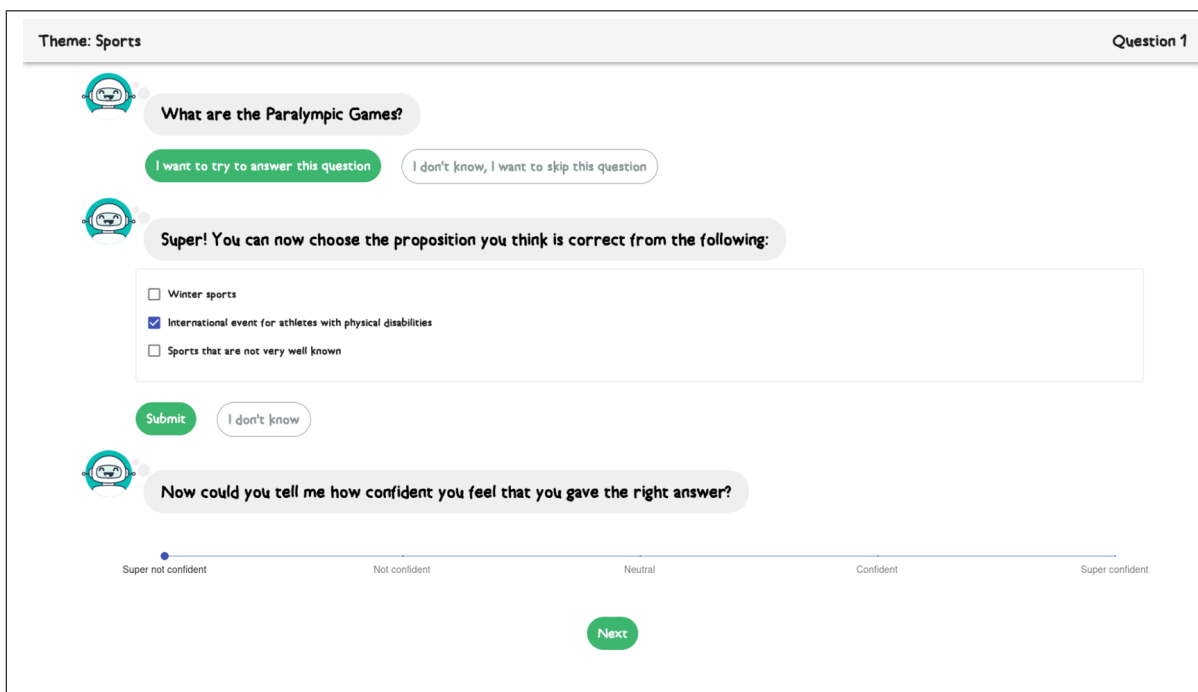 Theme: Sports
Question 1
What are the Paralympic Games?
I want to try to answer this question
I don't know, I want to skip this question
Super! You can now choose the proposition you think is correct from the following:
Winter sports
International event for athletes with physical disabilities
Sports that are not very well known
Submit
I don't know
Now could you tell me how confident you feel that you gave the right answer?
Super not confident
Not confident
Neutral
Confident
Super confident
Next